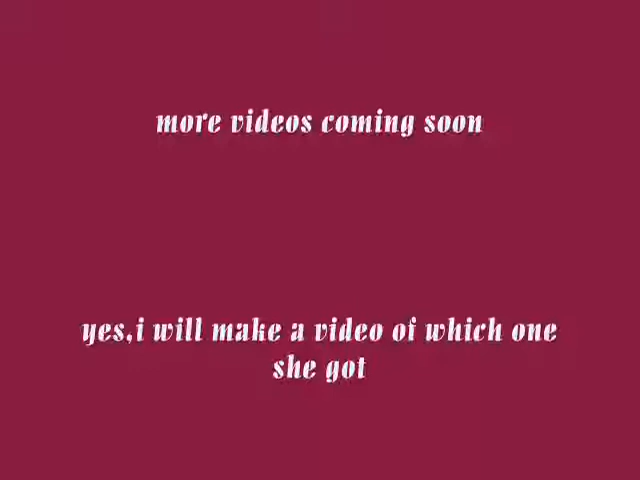 more videos coming soon
yes,i will make a video of which one
she got